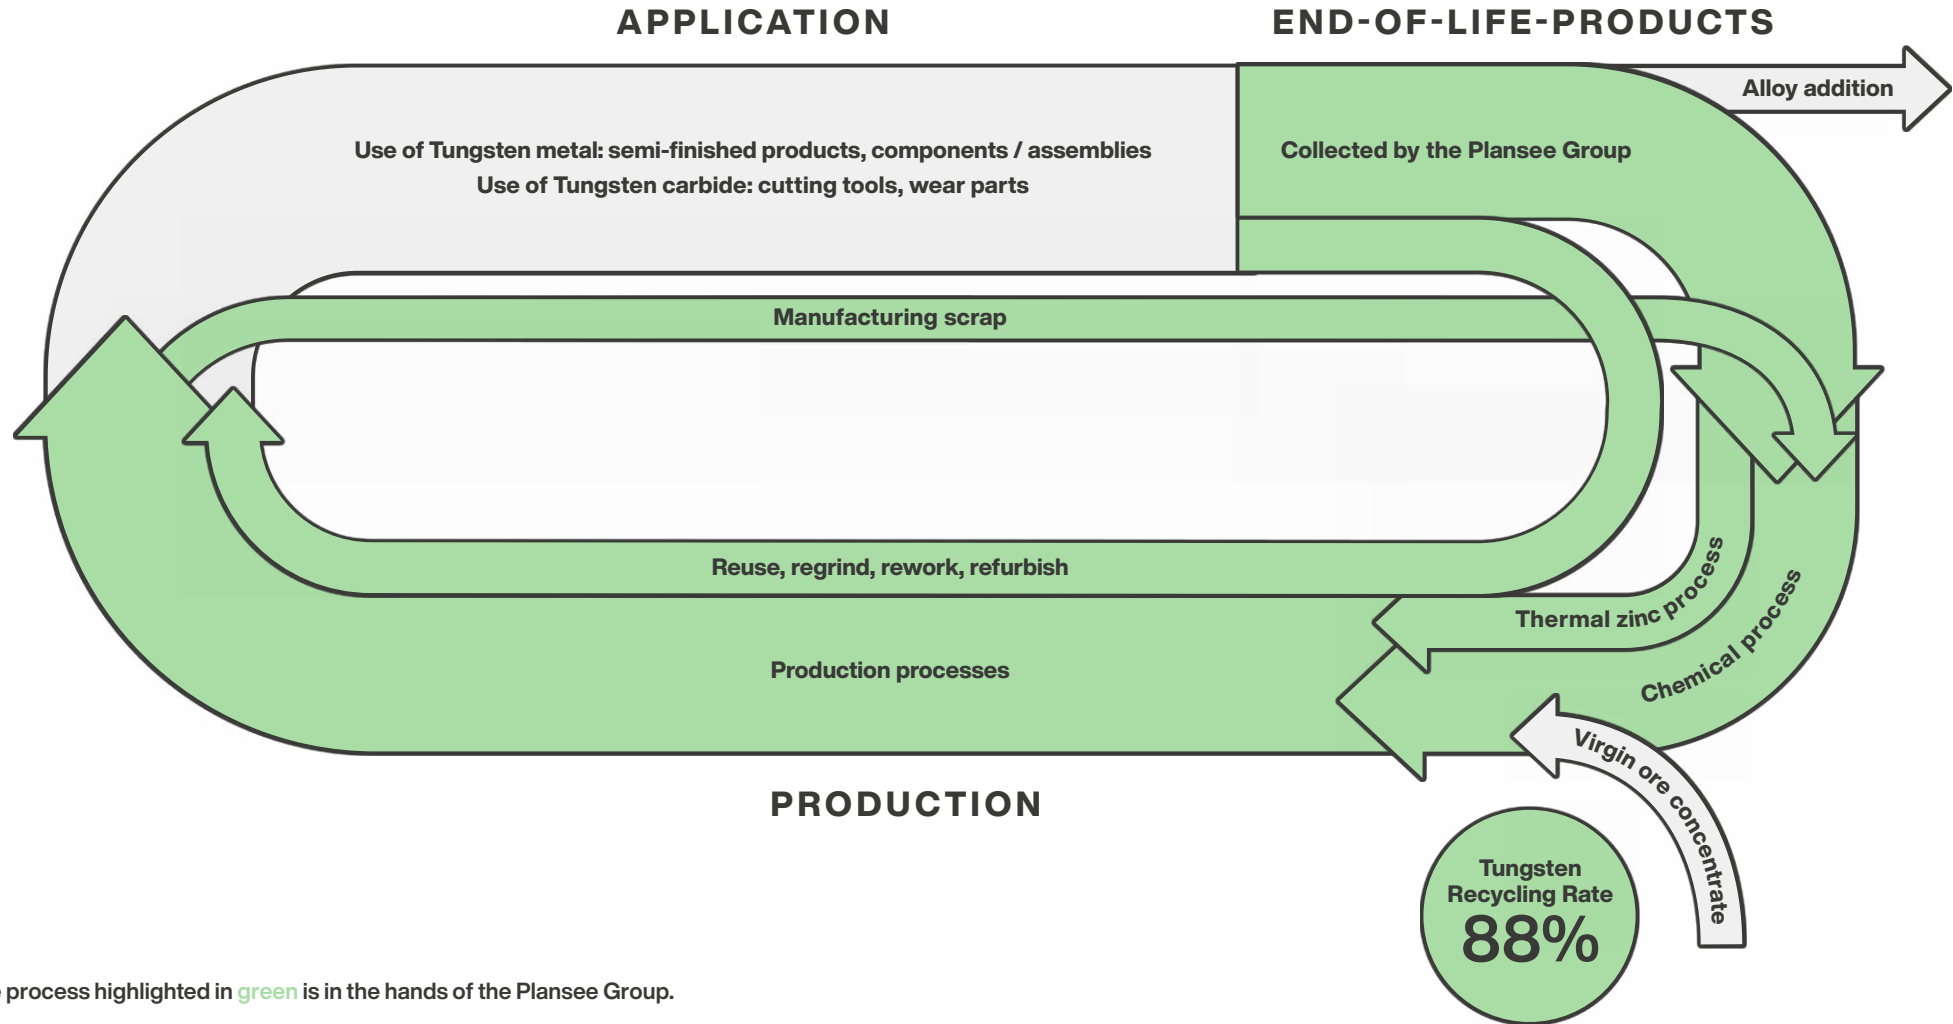 APPLICATION
END-OF-LIFE-PRODUCTS
Alloy addition
Use of Tungsten metal: semi-finished products, components / assemblies
Use of Tungsten carbide: cutting tools, wear parts
Collected by the Plansee Group
Manufacturing scrap
Reuse, regrind, rework, refurbish
Thermal zinc process
Chemical process
Production processes
Virgin ore concentrate
PRODUCTION
Tungsten
Recycling Rate
88%
process highlighted in green is in the hands of the Plansee Group.